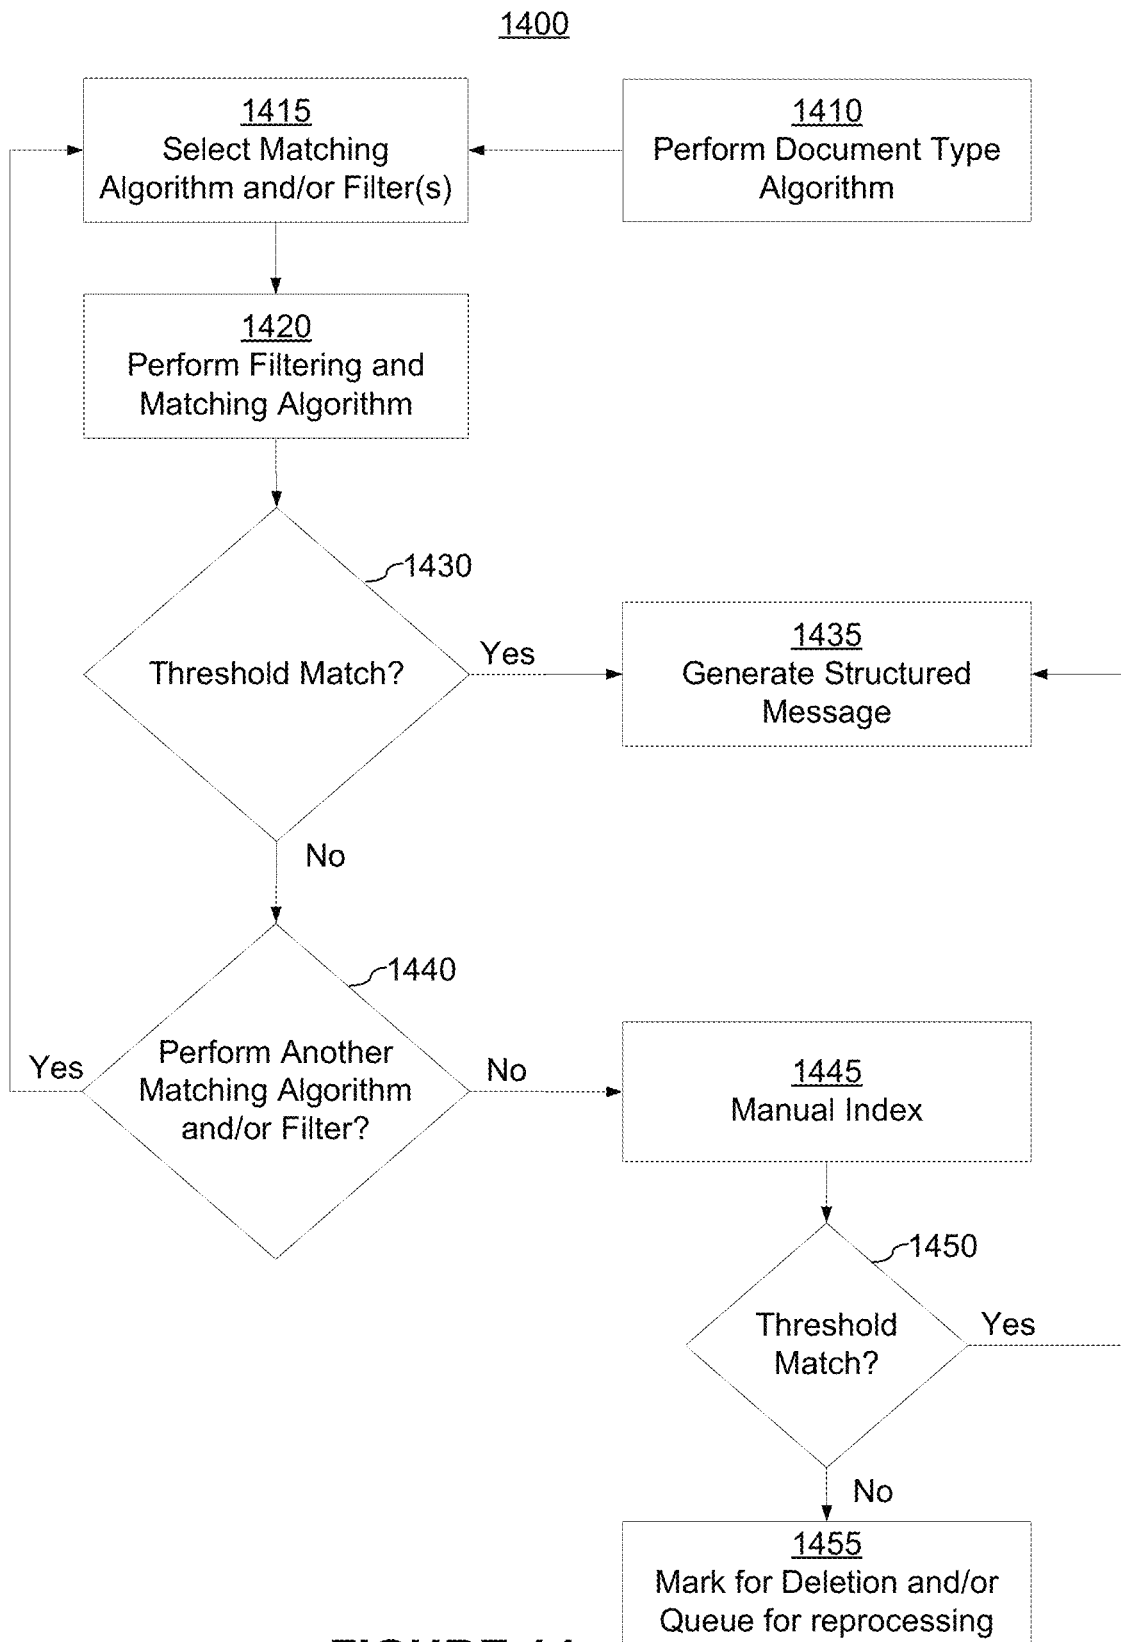 1400
1415
Select Matching
Algorithm and/or Filter(s)
1410
Perform Document Type
Algorithm
1420
Perform Filtering and
Matching Algorithm
1430
Threshold Match?
Yes
1435
Generate Structured
Message
No
1440
Perform Another
Matching Algorithm
and/or Filter?
Yes
No
1445
Manual Index
1450
Threshold
Match?
Yes
No
1455
Mark for Deletion and/or
Queue for reprocessing